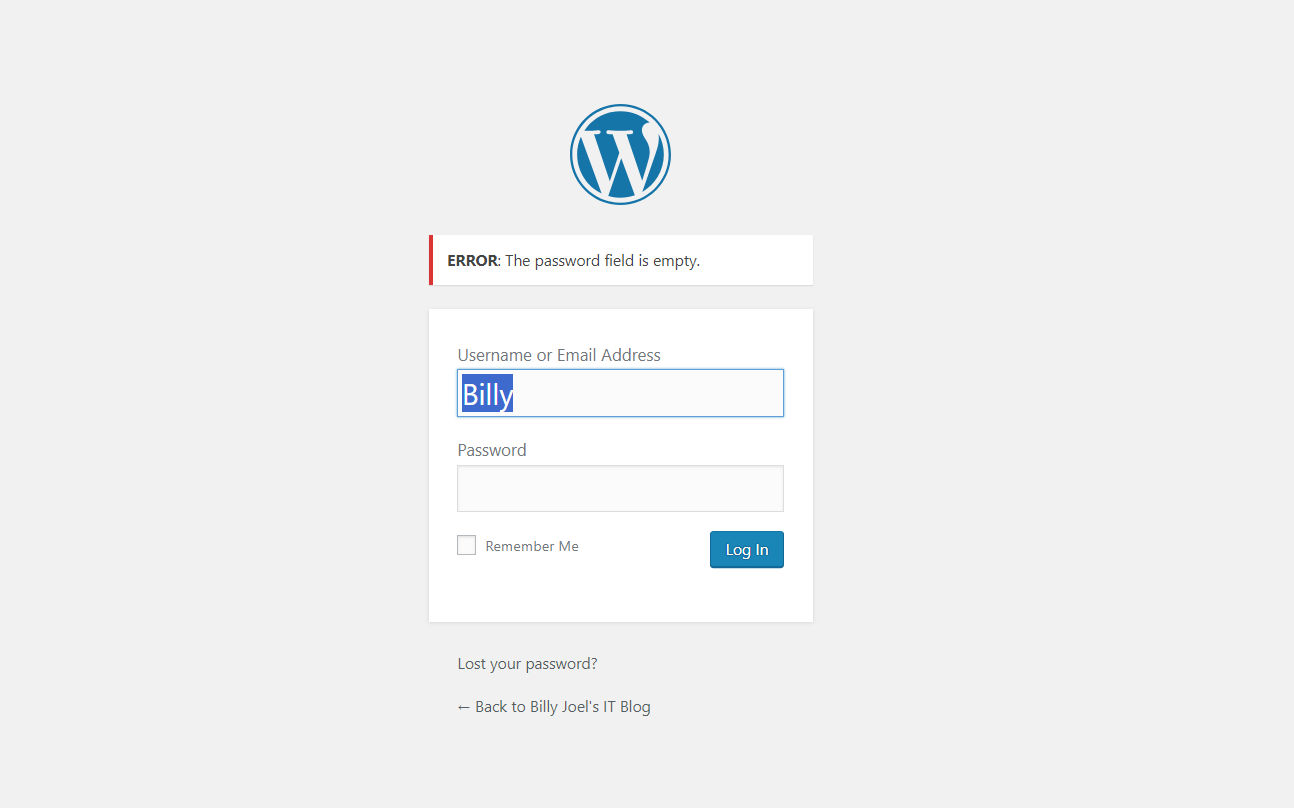 ERROR: The password field is empty.
Username or Email Address
Billy
Password
Remember Me
Log In
Lost your password?
← Back to Billy Joel's IT Blog